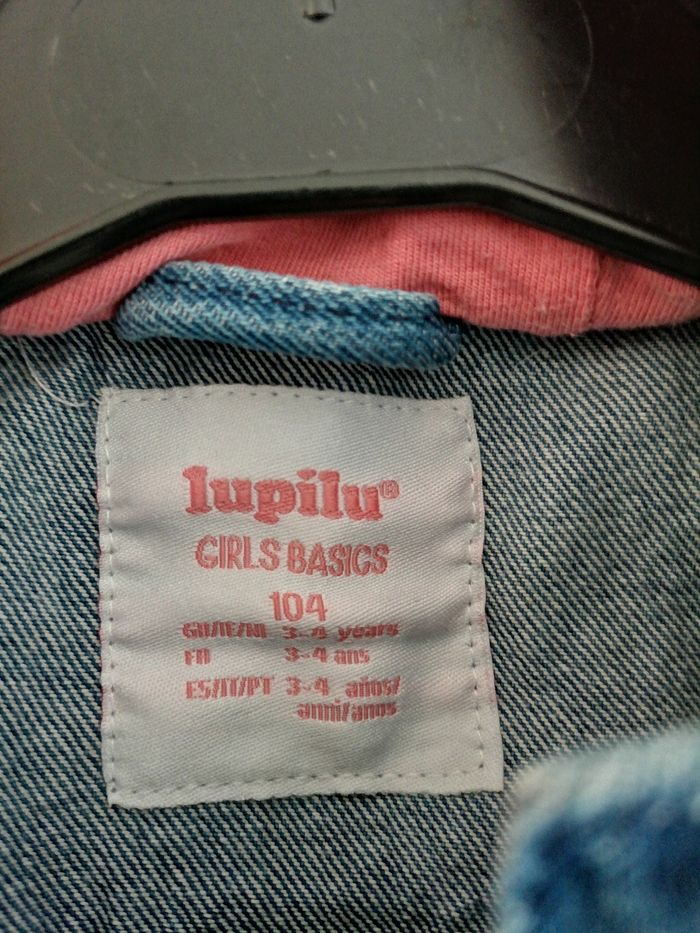 lupilu®
GIRLS BASICS
104
GB/IE/NI 3-4 years
FR 3-4 ans
ES/IT/PT 3-4 años/
anni/anos